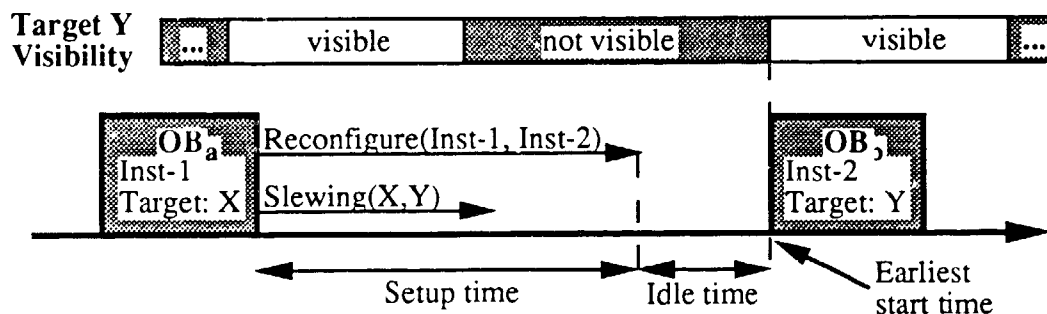 Target Y
Visibility
... visible not visible visible ...
OBa
Inst-1
Target: X
Reconfigure(Inst-1, Inst-2)
Slewing(X,Y)
OB
Inst-2
Target: Y
Setup time
Idle time
Earliest
start time